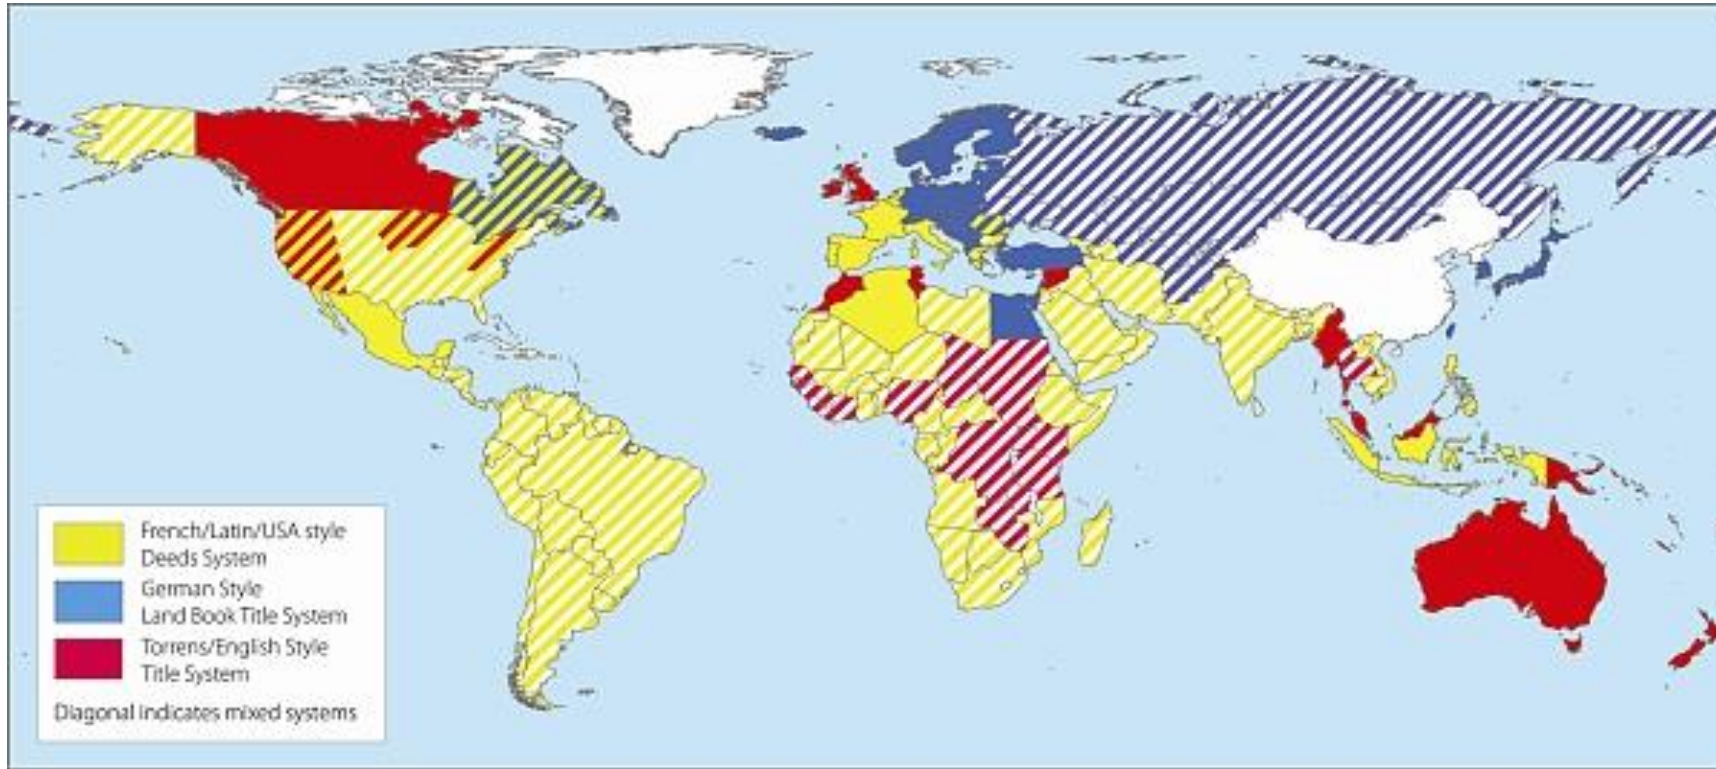 French/Latin/USA style
Deeds System
German Style
Land Book Title System
Torrens/English Style
Title System
Diagonal indicates mixed systems